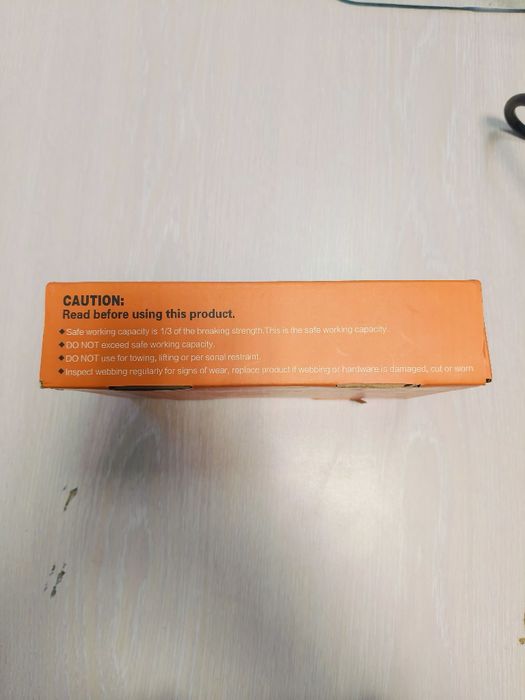 CAUTION:
Read before using this product.
◆Safe working capacity is 1/3 of the breaking strength.This is the safe working capacity.
◆DO NOT exceed safe working capacity.
◆DO NOT use for towing, lifting or per sonal restraint.
◆Inspect webbing regularly for signs of wear, replace product if webbing or hardware is damaged, cut or worn